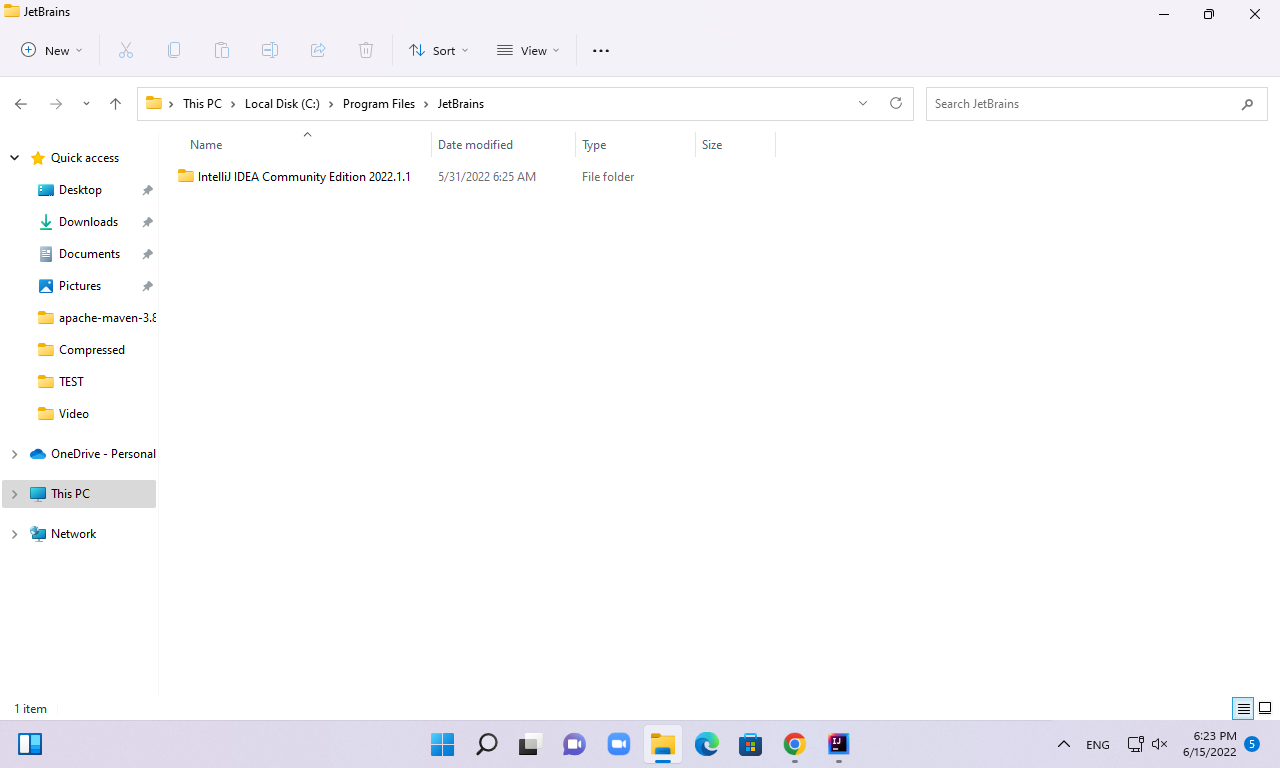 JetBrains
New
Sort
View
This PC
Local Disk (C:)
Program Files
JetBrains
Search JetBrains
Name
Date modified
Type
Size
IntelliJ IDEA Community Edition 2022.1.1
5/31/2022 6:25 AM
File folder
Quick access
Desktop
Downloads
Documents
Pictures
apache-maven-3.8
Compressed
TEST
Video
OneDrive - Personal
This PC
Network
1 item
IJ
ENG
6:23 PM
6/15/2022
5